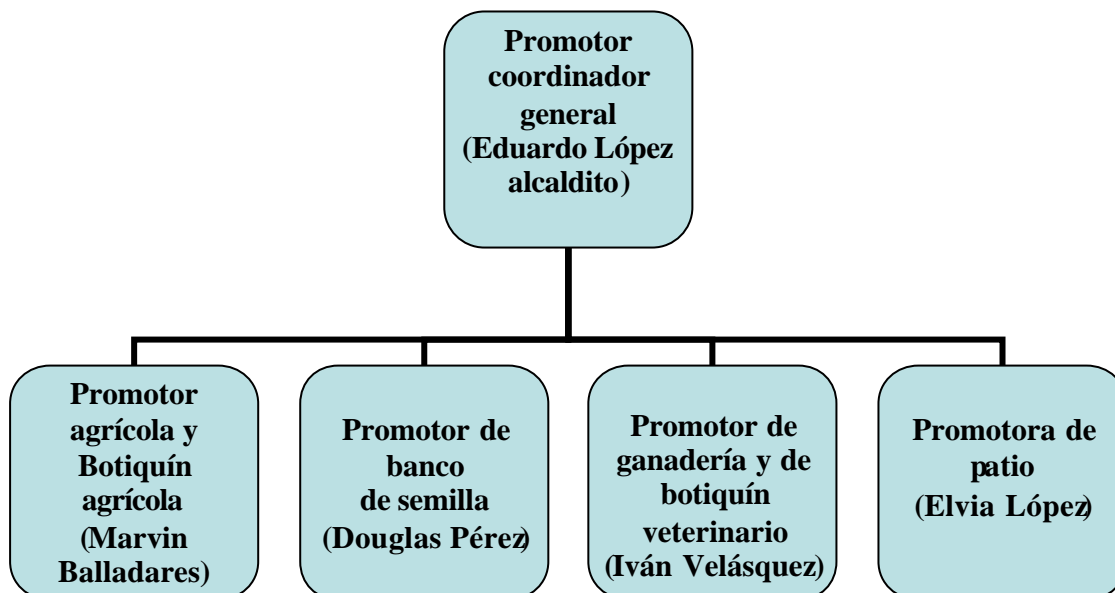 Promotor
coordinador
general
(Eduardo López
alcaldito)
Promotor
agrícola y
Botiquín
agrícola
(Marvin
Balladares)
Promotor de
banco
de semilla
(Douglas Pérez)
Promotor de
ganadería y de
botiquín
veterinario
(Iván Velásquez)
Promotora de
patio
(Elvia López)